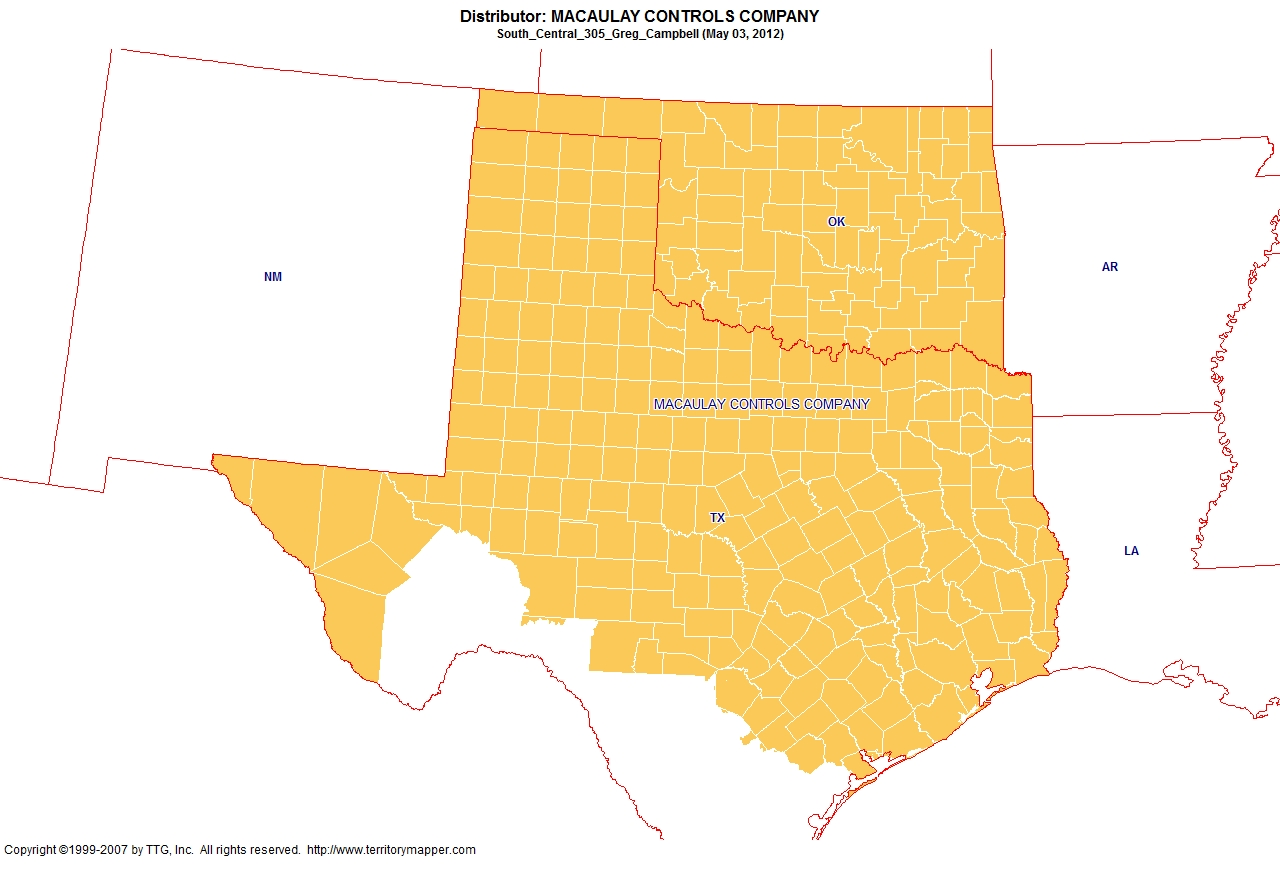 Distributor: MACAULAY CONTROLS COMPANY
South_Central_305_Greg_Campbell (May 03, 2012)
OK
AR
NM
MACAULAY CONTROLS COMPANY
TX
LA
Copyright ©1999-2007 by TTG, Inc.  All rights reserved.  http://www.territorymapper.com